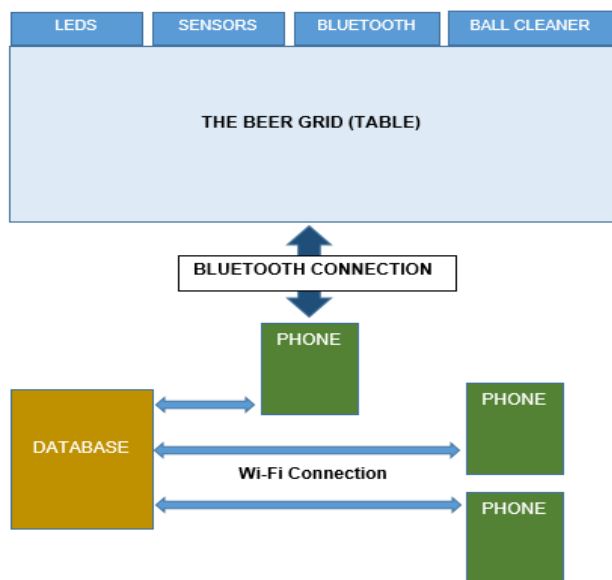 LEDS SENSORS BLUETOOTH BALL CLEANER
THE BEER GRID (TABLE)
BLUETOOTH CONNECTION
PHONE
PHONE
DATABASE
Wi-Fi Connection
PHONE